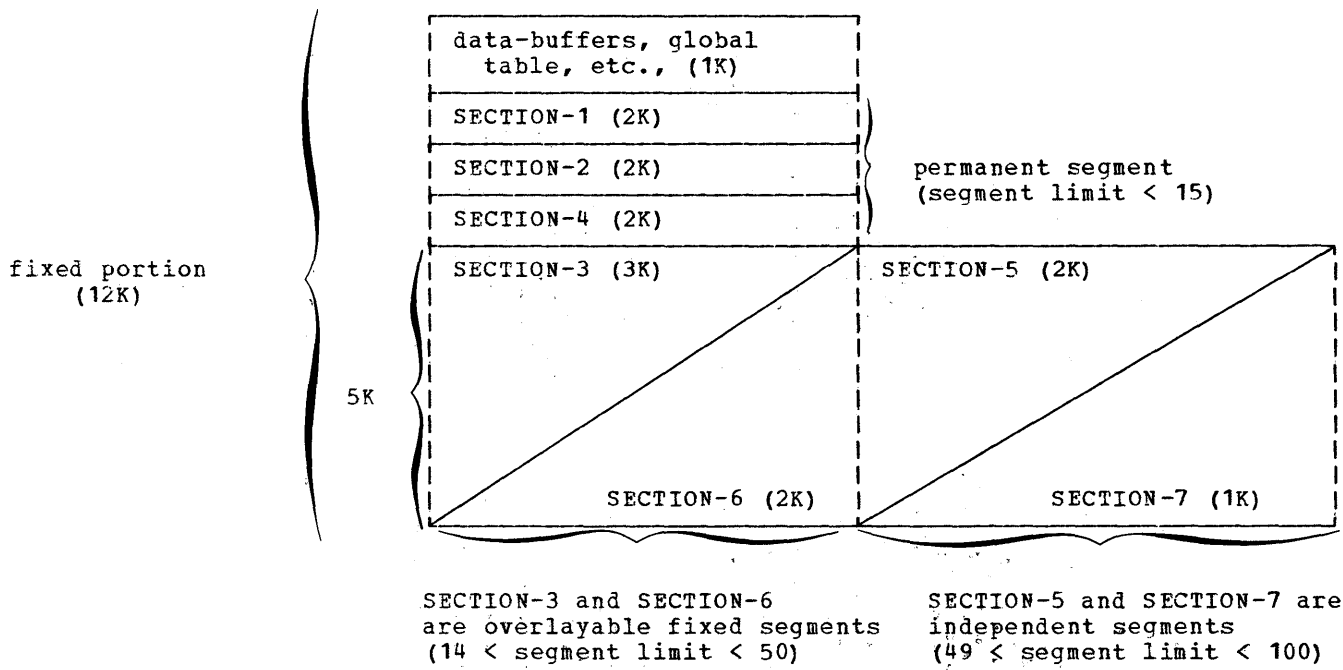 data-buffers, global
table, etc., (1K)
SECTION-1 (2K)
SECTION-2 (2K)
permanent segment
(segment limit < 15)
SECTION-4 (2K)
fixed portion
(12K)
SECTION-3 (3K)
SECTION-5 (2K)
5K
SECTION-6 (2K)
SECTION-7 (1K)
SECTION-3 and SECTION-6
are overlayable fixed segments
(14 < segment limit < 50)
SECTION-5 and SECTION-7 are
independent segments
(49 < segment limit < 100)